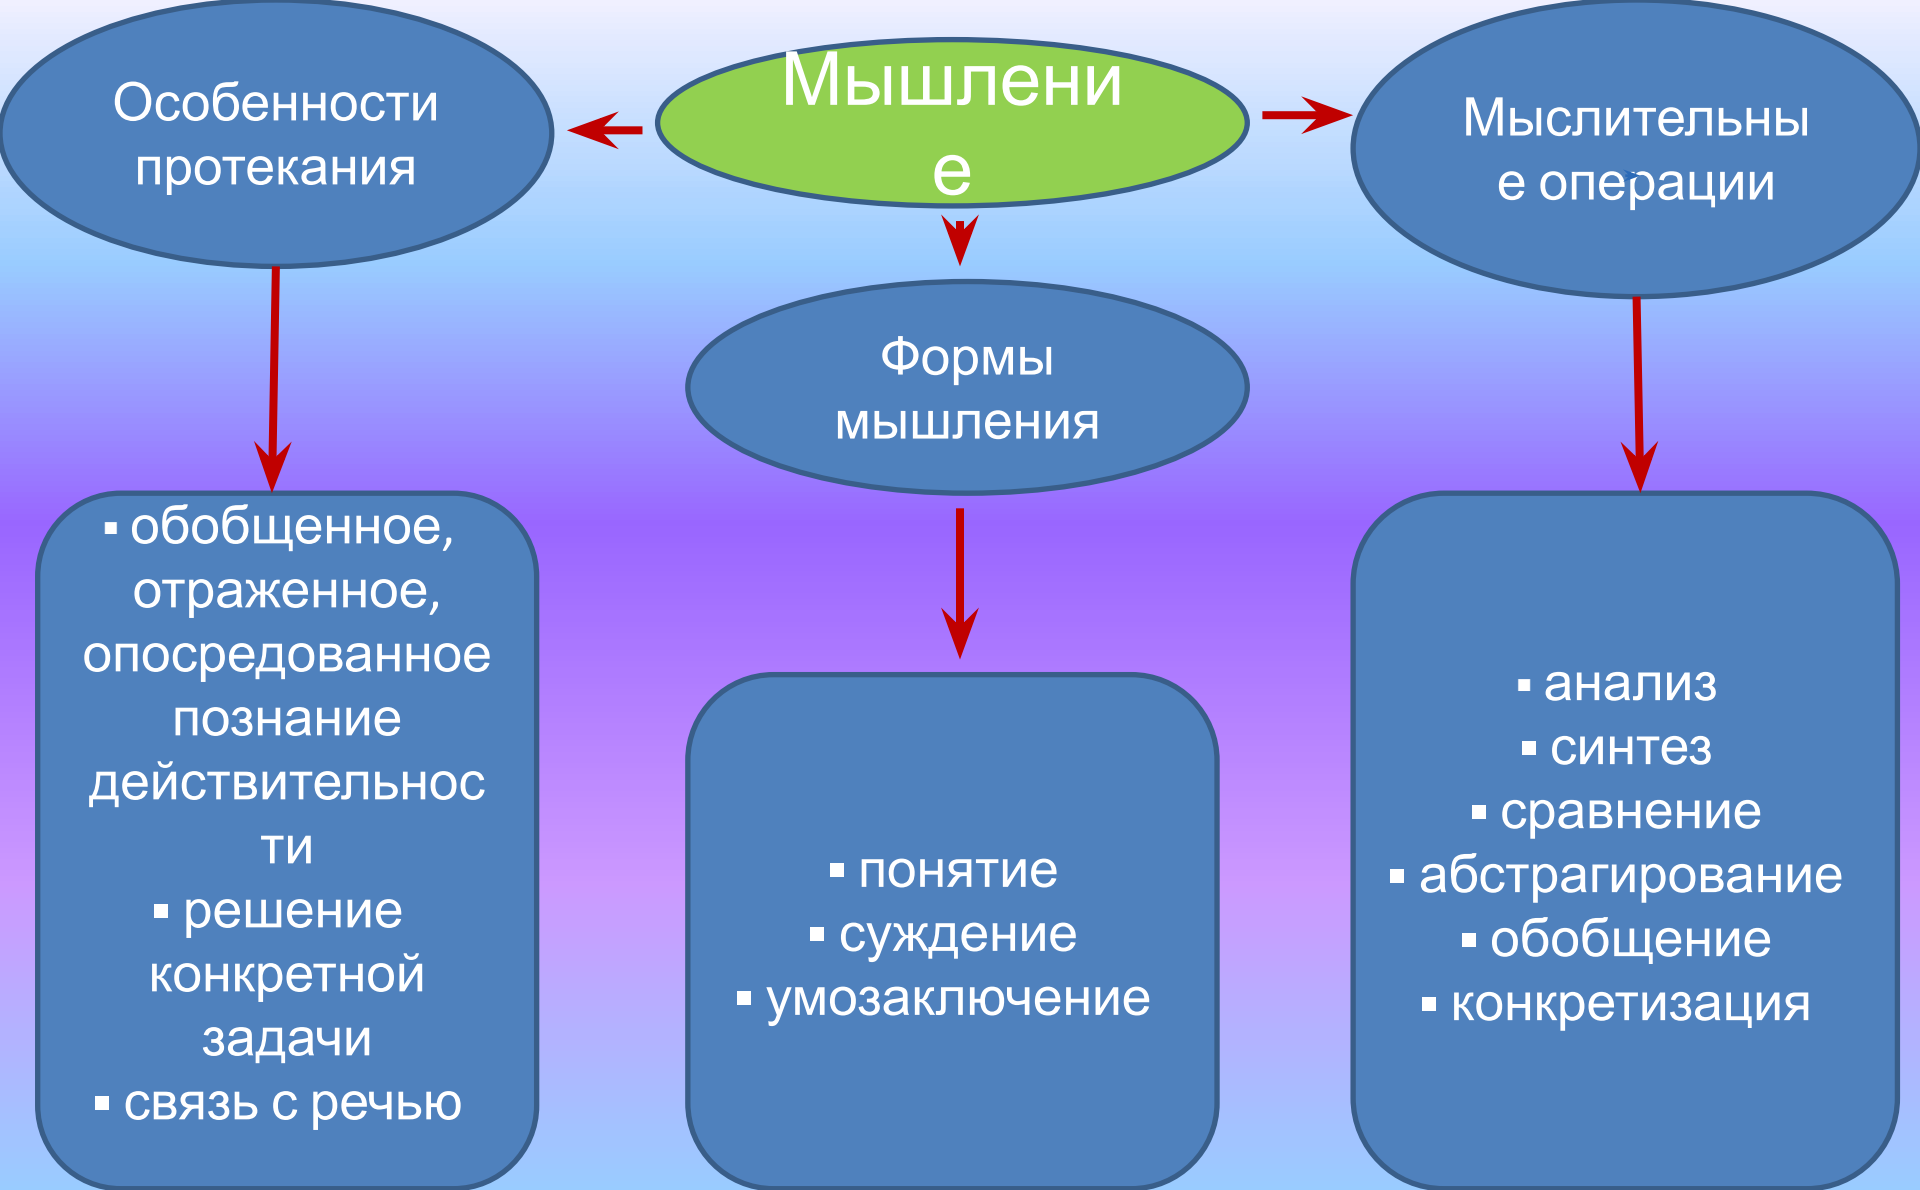 Особенности
протекания
Мышлени
е
Мыслительны
е операции
Формы
мышления
▪ обобщенное,
отраженное,
опосредованное
познание
действительнос
ти
▪ решение
конкретной
задачи
▪ связь с речью
▪ понятие
▪ суждение
▪ умозаключение
▪ анализ
▪ синтез
▪ сравнение
▪ абстрагирование
▪ обобщение
▪ конкретизация